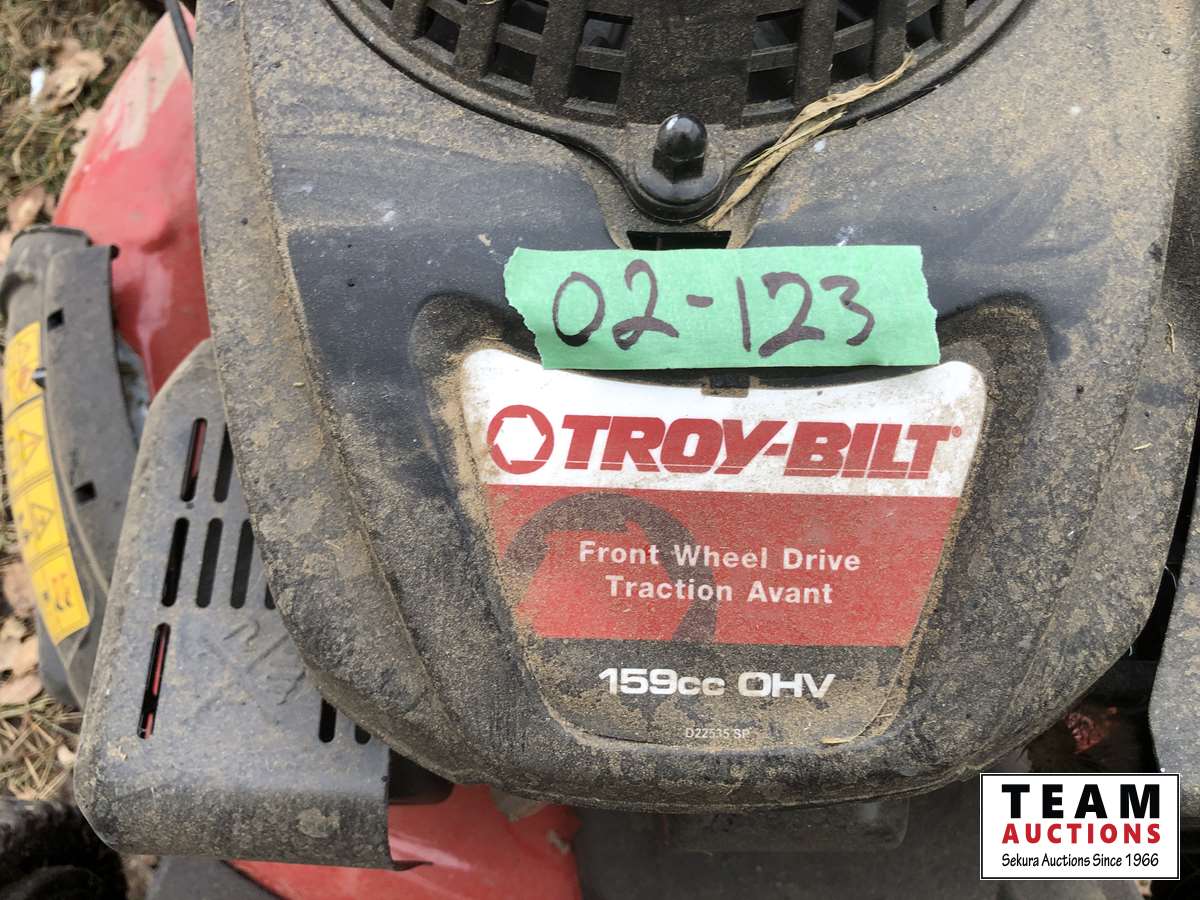 02-123
TROY-BILT®
Front Wheel Drive
Traction Avant
159cc OHV
D22535 SP
TEAM
AUCTIONS
Sekura Auctions Since 1966